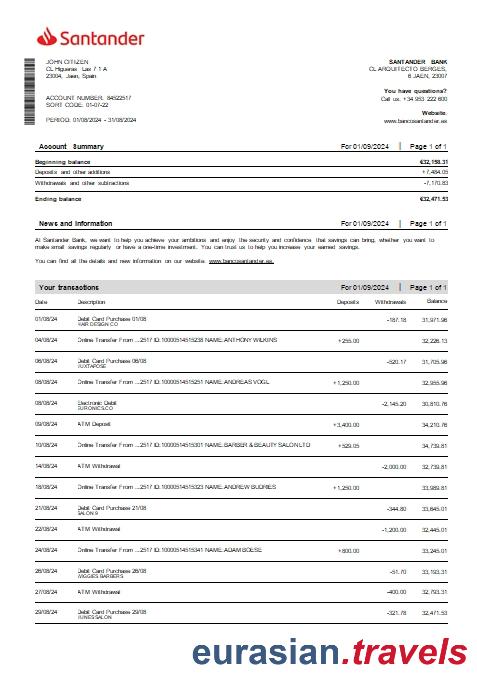 Santander
JOHN CITIZEN
CL Higueras Las 7 1 A
23004, Jaen, Spain
ACCOUNT NUMBER: 84522517
SORT CODE: 01-07-22
PERIOD: 01/08/2024 - 31/08/2024
SANTANDER BANK
CL ARQUITECTO BERGES,
6 JAEN, 23007
You have questions?
Call us, +34 953 222 600
Website.
www.bancosantander.es
Account Summary For 01/09/2024 | Page 1 of 1
Beginning balance €32,158.31
Deposits and other additions +7,484.05
Withdrawals and other subtractions -7,170.83
Ending balance €32,471.53
News and Information For 01/09/2024 | Page 1 of 1
At Santander Bank, we want to help you achieve your ambitions and enjoy the security and confidence that savings can bring, whether you want to
make small savings regularly or have a one-time investment. You can trust us to help you increase your earned savings.
You can find all the details and new information on our website. www.bancosantander.es.
Your transactions For 01/09/2024 | Page 1 of 1
Date Description Deposits Withdrawals Balance
01/08/24 Debit Card Purchase 01/08 -187.18 31,971.96
HAIR DESIGN CO
04/08/24 Online Transfer From ...2517 ID:10000514515238 NAME:ANTHONY WILKINS +255.00 32,226.13
06/08/24 Debit Card Purchase 06/08 -520.17 31,705.96
JUXTAPOSE
08/08/24 Online Transfer From ...2517 ID:10000514515251 NAME:ANDREAS VOGL +1,250.00 32,955.96
08/08/24 Electronic Debit -2,145.20 30,810.76
EURONICS.CO
09/08/24 ATM Deposit +3,400.00 34,210.76
10/08/24 Online Transfer From ...2517 ID:10000514515301 NAME:BARBER & BEAUTY SALON LTD +529.05 34,739.81
14/08/24 ATM Withdrawal -2,000.00 32,739.81
18/08/24 Online Transfer From ...2517 ID:10000514515323 NAME:ANDREW BUDRIES +1,250.00 33,989.81
21/08/24 Debit Card Purchase 21/08 -344.80 33,645.01
SALON 9
22/08/24 ATM Withdrawal -1,200.00 32,445.01
24/08/24 Online Transfer From ...2517 ID:10000514515341 NAME:ADAM BOESE +800.00 33,245.01
26/08/24 Debit Card Purchase 26/08 -51.70 33,193.31
WIGGIES BARBERS
27/08/24 ATM Withdrawal -400.00 32,793.31
29/08/24 Debit Card Purchase 29/08 -321.78 32,471.53
JUNES SALON
eurasian.travels